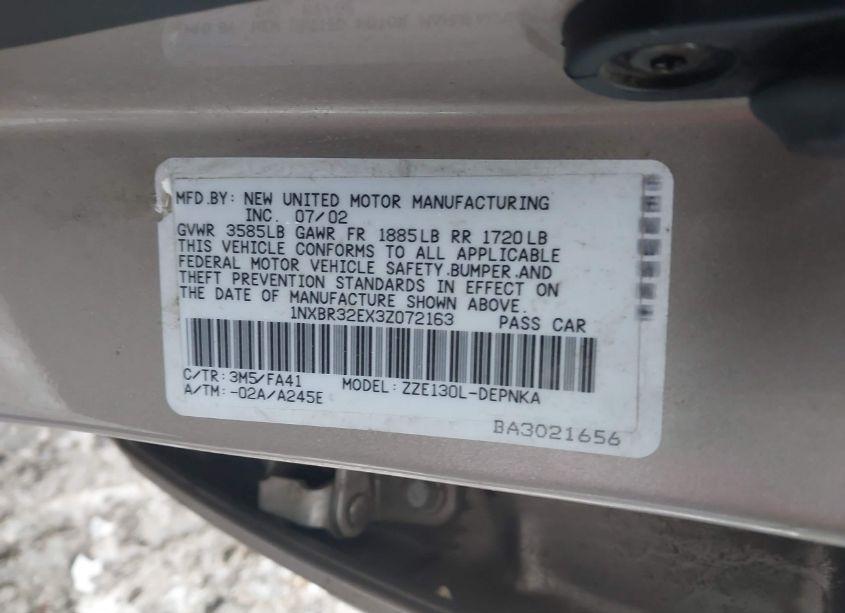 MFD.BY: NEW UNITED MOTOR MANUFACTURING
INC. 07/02
GVWR 3585LB GAWR FR 1885LB RR 1720LB
THIS VEHICLE CONFORMS TO ALL APPLICABLE
FEDERAL MOTOR VEHICLE SAFETY.BUMPER.AND
THEFT PREVENTION STANDARDS IN EFFECT ON
THE DATE OF MANUFACTURE SHOWN ABOVE.
1NXBR32EX3Z072163 PASS CAR
C/TR: 3M5/FA41 MODEL: ZZE130L-DEPNKA
A/TM:-02A/A245E
BA3021656